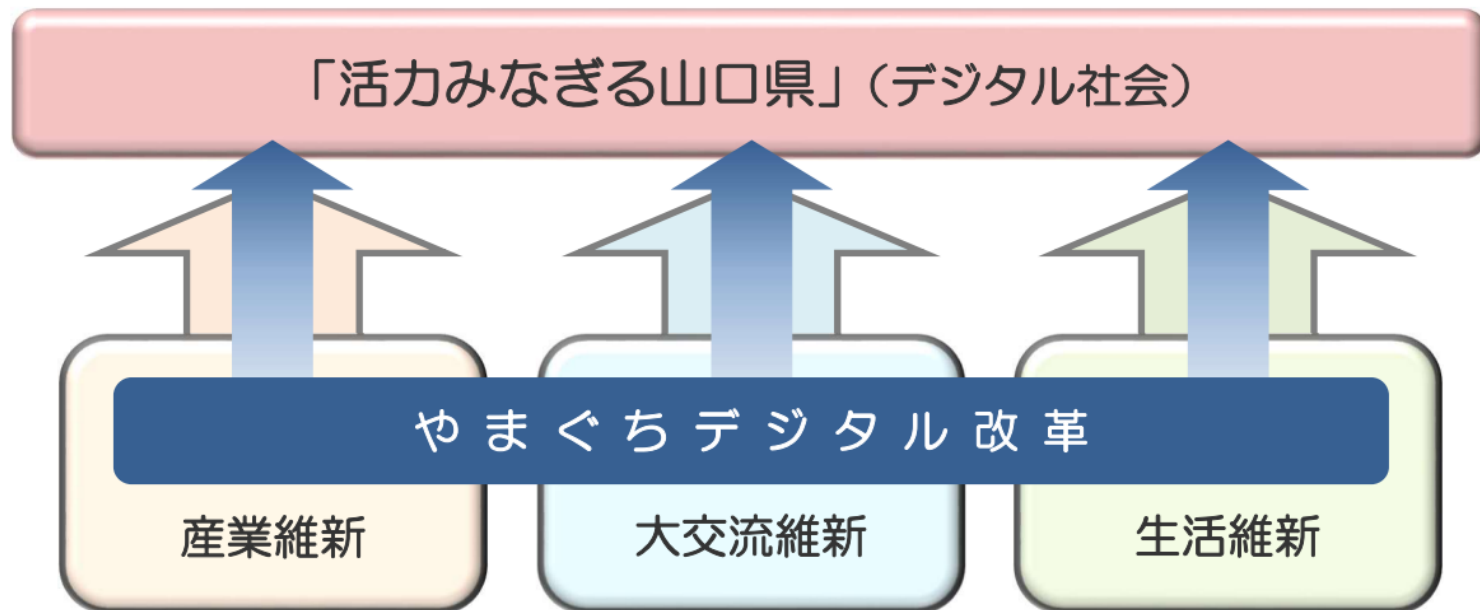 「活力みなぎる山口県」（デジタル社会）
やまぐちデジタル改革
産業維新
大交流維新
生活維新